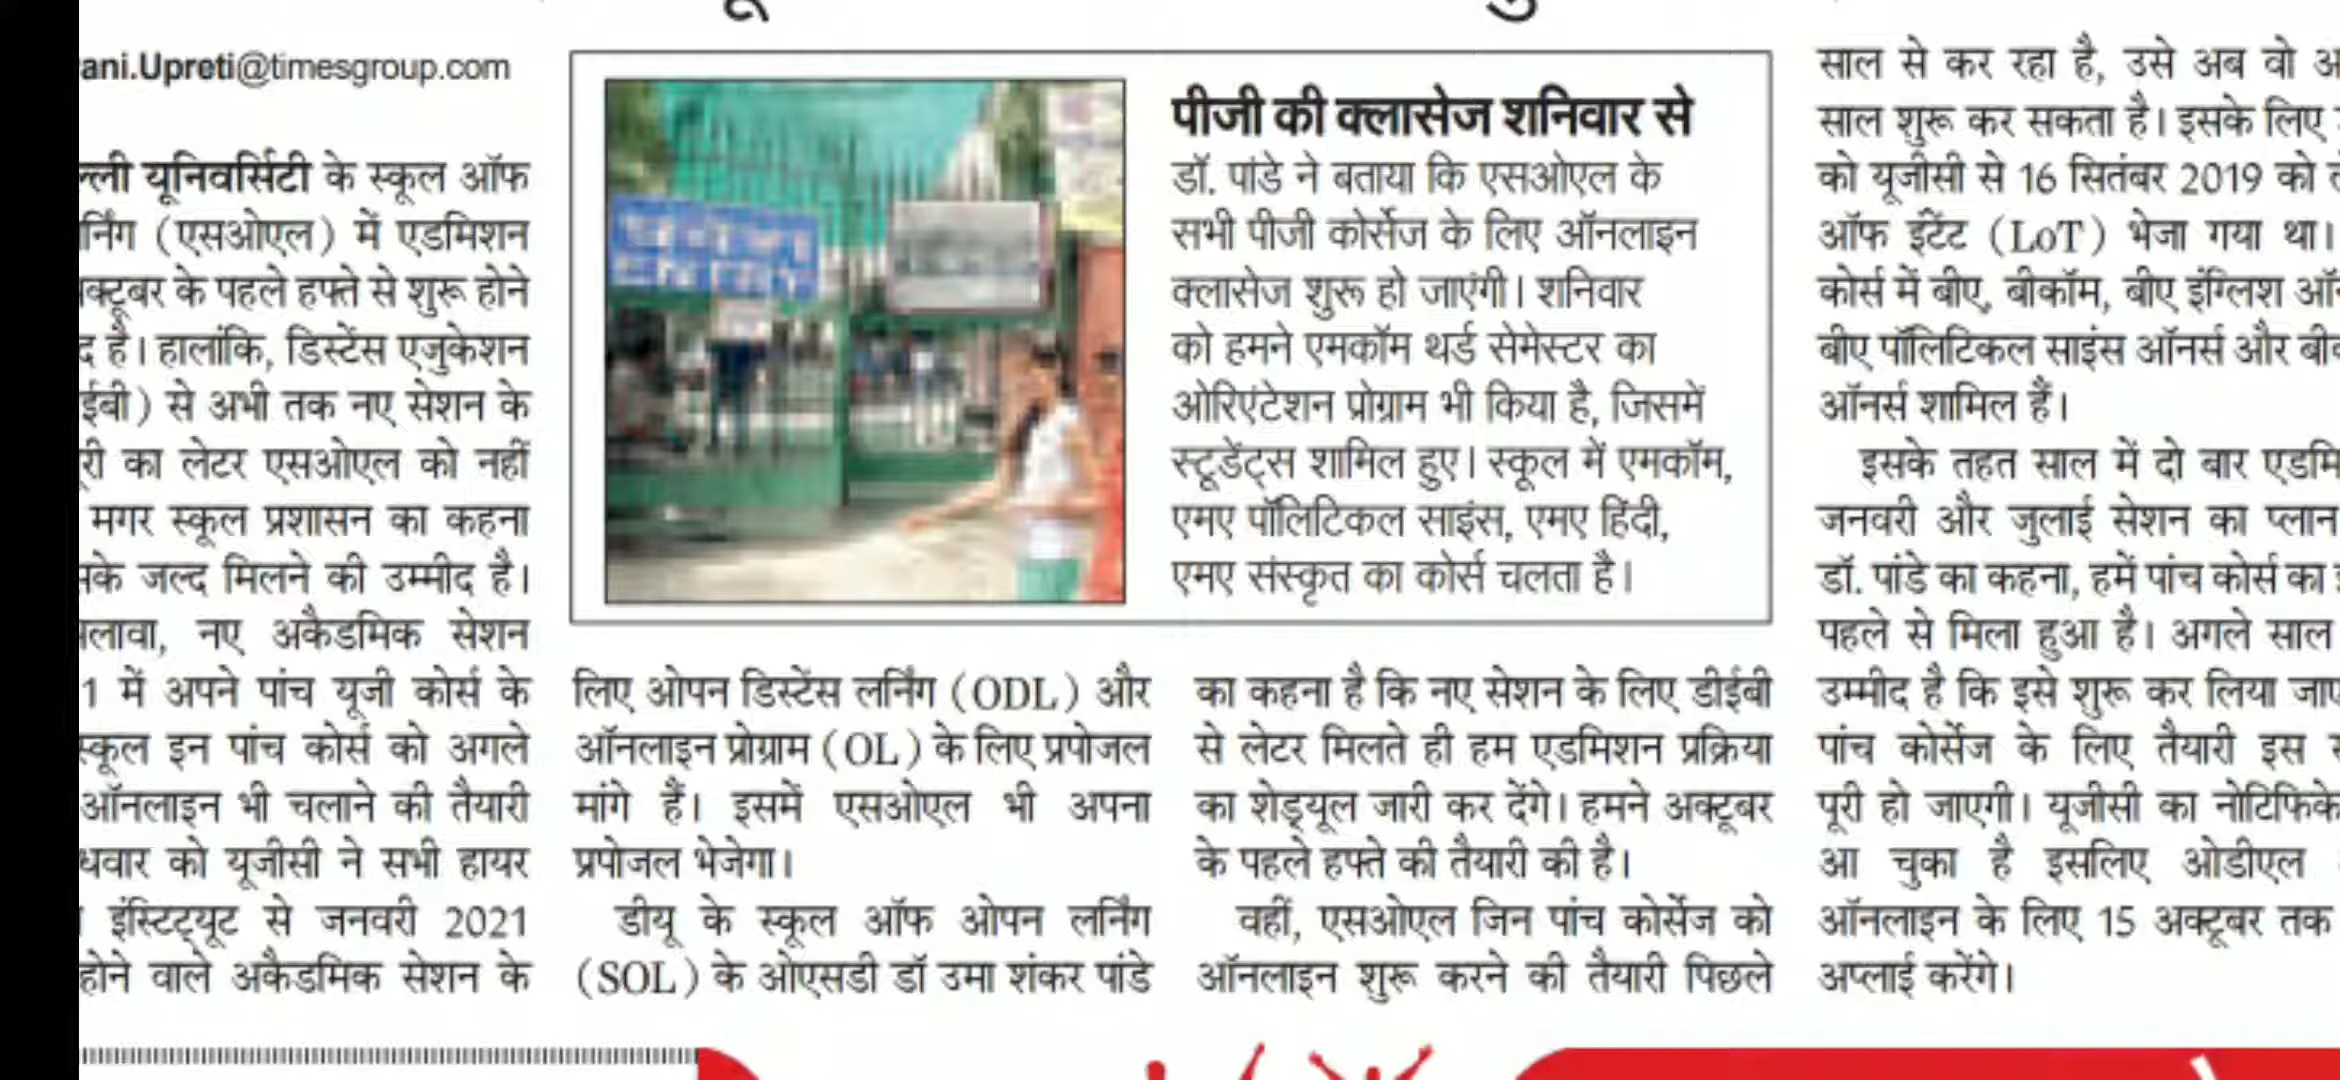 ani.Upreti@timesgroup.com
ल्ली यूनिवर्सिटी के स्कूल ऑफ
र्निंग (एसओएल) में एडमिशन
क्टूबर के पहले हफ्ते से शुरू होने
द है। हालांकि, डिस्टेंस एजुकेशन
ईबी) से अभी तक नए सेशन के
री का लेटर एसओएल को नहीं
मगर स्कूल प्रशासन का कहना
के जल्द मिलने की उम्मीद है।
लावा, नए अकैडमिक सेशन
1 में अपने पांच यूजी कोर्स के
स्कूल इन पांच कोर्स को अगले
ऑनलाइन भी चलाने की तैयारी
धवार को यूजीसी ने सभी हायर
इंस्टिट्यूट से जनवरी 2021
होने वाले अकैडमिक सेशन के
पीजी की क्लासेज शनिवार से
डॉ. पांडे ने बताया कि एसओएल के
सभी पीजी कोर्सेज के लिए ऑनलाइन
क्लासेज शुरू हो जाएंगी। शनिवार
को हमने एमकॉम थर्ड सेमेस्टर का
ओरिएंटेशन प्रोग्राम भी किया है, जिसमें
स्टूडेंट्स शामिल हुए। स्कूल में एमकॉम,
एमए पॉलिटिकल साइंस, एमए हिंदी,
एमए संस्कृत का कोर्स चलता है।
लिए ओपन डिस्टेंस लर्निंग (ODL) और
ऑनलाइन प्रोग्राम (OL) के लिए प्रपोजल
मांगे हैं। इसमें एसओएल भी अपना
प्रपोजल भेजेगा।
डीयू के स्कूल ऑफ ओपन लर्निंग
(SOL) के ओएसडी डॉ उमा शंकर पांडे
का कहना है कि नए सेशन के लिए डीईबी
से लेटर मिलते ही हम एडमिशन प्रक्रिया
का शेड्यूल जारी कर देंगे। हमने अक्टूबर
के पहले हफ्ते की तैयारी की है।
वहीं, एसओएल जिन पांच कोर्सेज को
ऑनलाइन शुरू करने की तैयारी पिछले
साल से कर रहा है, उसे अब वो अ
साल शुरू कर सकता है। इसके लिए
को यूजीसी से 16 सितंबर 2019 को
ऑफ इंटेंट (LoT) भेजा गया था।
कोर्स में बीए, बीकॉम, बीए इंग्लिश
बीए पॉलिटिकल साइंस ऑनर्स और
ऑनर्स शामिल हैं।
इसके तहत साल में दो बार एडमि
जनवरी और जुलाई सेशन का प्लान
डॉ. पांडे का कहना, हमें पांच कोर्स का
पहले से मिला हुआ है। अगले साल
उम्मीद है कि इसे शुरू कर लिया जाए
पांच कोर्सेज के लिए तैयारी इस
पूरी हो जाएगी। यूजीसी का नोटिफिके
आ चुका है इसलिए ओडीएल
ऑनलाइन के लिए 15 अक्टूबर तक
अप्लाई करेंगे।